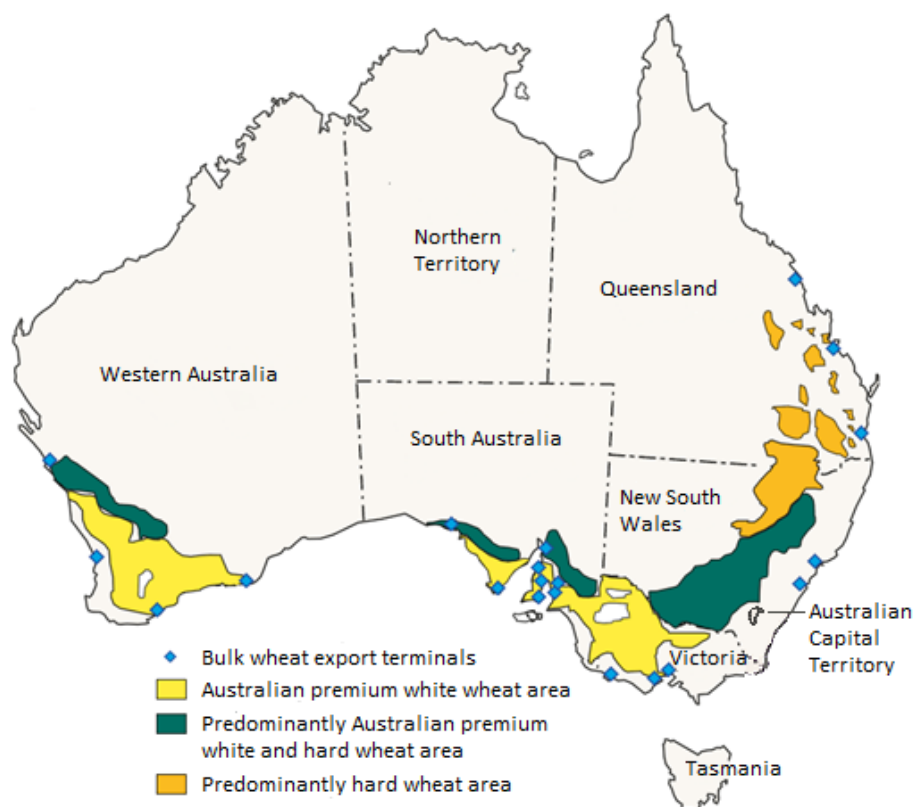 Northern
Territory
Queensland
Western Australia
South Australia
New South
Wales
Australian
Capital
Territory
Victoria
Tasmania
Bulk wheat export terminals
Australian premium white wheat area
Predominantly Australian premium
white and hard wheat area
Predominantly hard wheat area